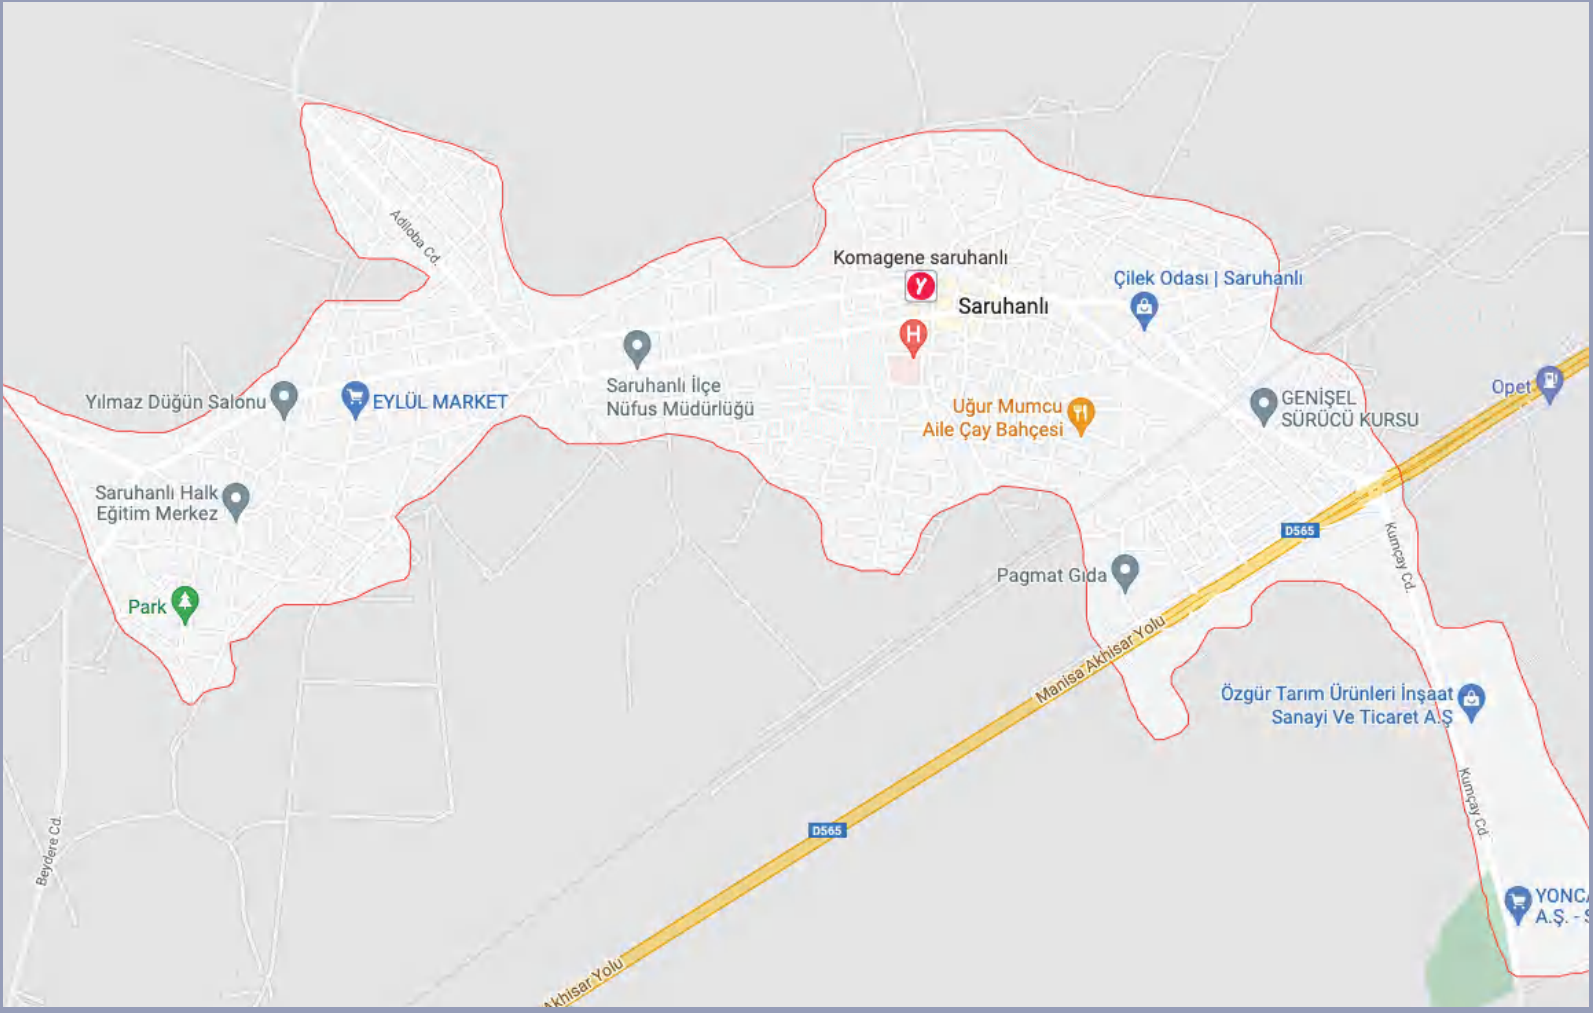 Adiloba Cd.
Komagene saruhanlı
Saruhanlı
Çilek Odası | Saruhanlı
H
Saruhanlı İlçe
Nüfus Müdürlüğü
Yılmaz Düğün Salonu
EYLÜL MARKET
Uğur Mumcu
Aile Çay Bahçesi
GENİŞEL
SÜRÜCÜ KURSU
Opet
Saruhanlı Halk
Eğitim Merkez
D565
Kumçay Cd.
Pagmat Gıda
Park
Manisa Akhisar Yolu
Özgür Tarım Ürünleri İnşaat
Sanayi Ve Ticaret A.Ş
Kumçay Cd.
D565
Beydere Cd.
YONCA
A.Ş. - S
Akhisar Yolu